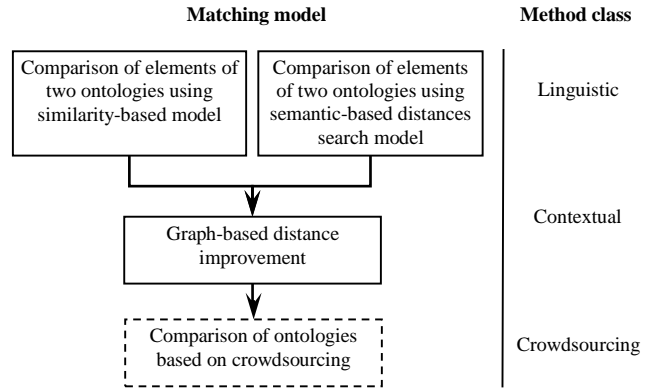 Matching model
Method class
Comparison of elements of
two ontologies using
similarity-based model
Comparison of elements
of two ontologies using
semantic-based distances
search model
Linguistic
Graph-based distance
improvement
Contextual
Comparison of ontologies
based on crowdsourcing
Crowdsourcing